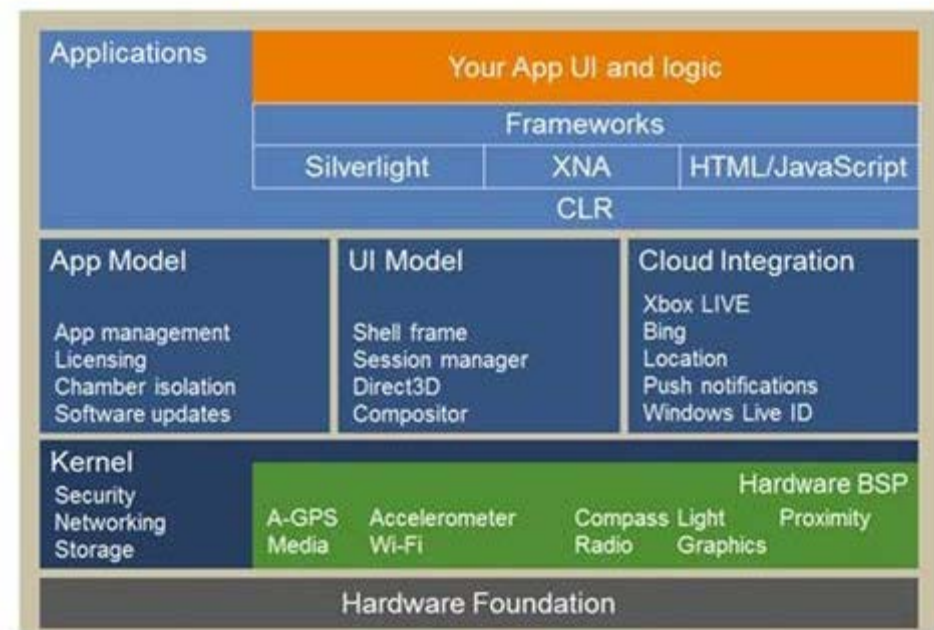 Applications
Your App UI and logic
Frameworks
Silverlight XNA HTML/JavaScript
CLR
App Model
App management
Licensing
Chamber isolation
Software updates
UI Model
Shell frame
Session manager
Direct3D
Compositor
Cloud Integration
Xbox LIVE
Bing
Location
Push notifications
Windows Live ID
Kernel
Security
Networking
Storage
Hardware BSP
A-GPS Accelerometer Compass Light Proximity
Media Wi-Fi Radio Graphics
Hardware Foundation